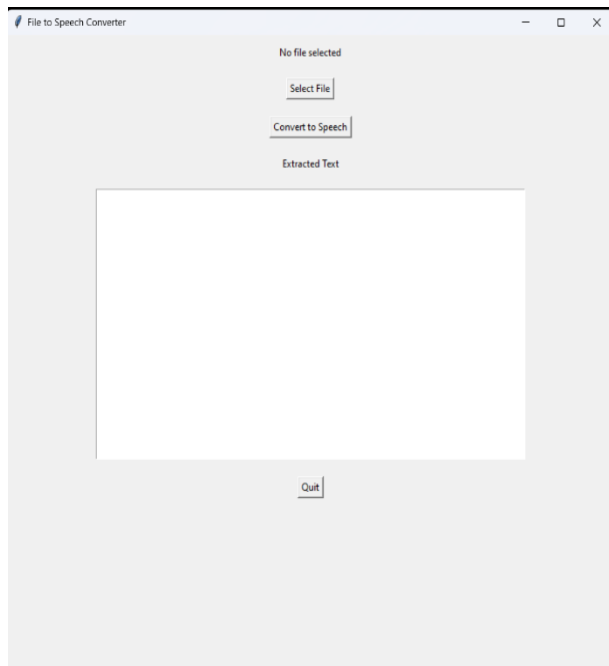 File to Speech Converter
No file selected
Select File
Convert to Speech
Extracted Text
Quit